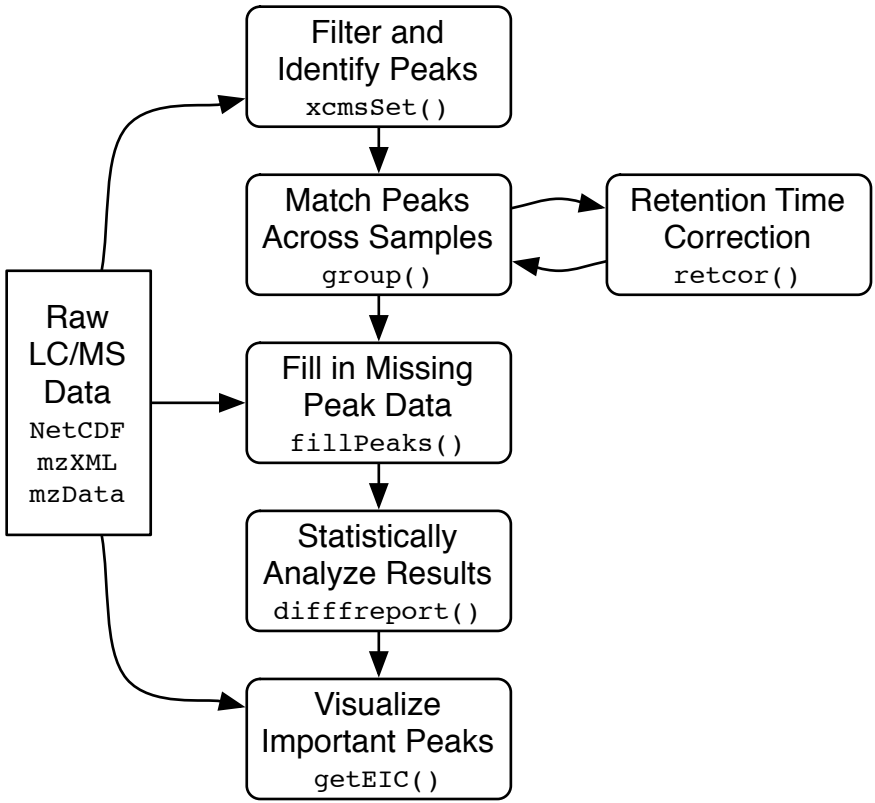 Filter and
Identify Peaks
xcmsSet()
Match Peaks
Across Samples
group()
Retention Time
Correction
retcor()
Raw
LC/MS
Data
NetCDF
mzXML
mzData
Fill in Missing
Peak Data
fillPeaks()
Statistically
Analyze Results
difffreport()
Visualize
Important Peaks
getEIC()